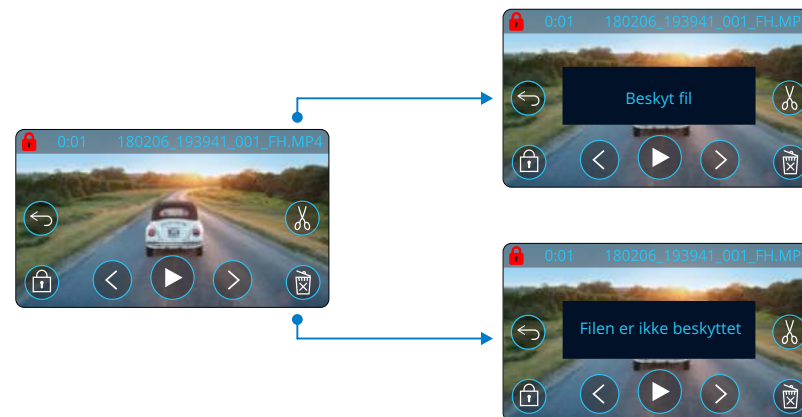 0:01 180206_193941_001_FH.MP4
0:01 180206_193941_001_FH.MP
Beskyt fil
0:01 180206_193941_001_FH.MP
Filen er ikke beskyttet